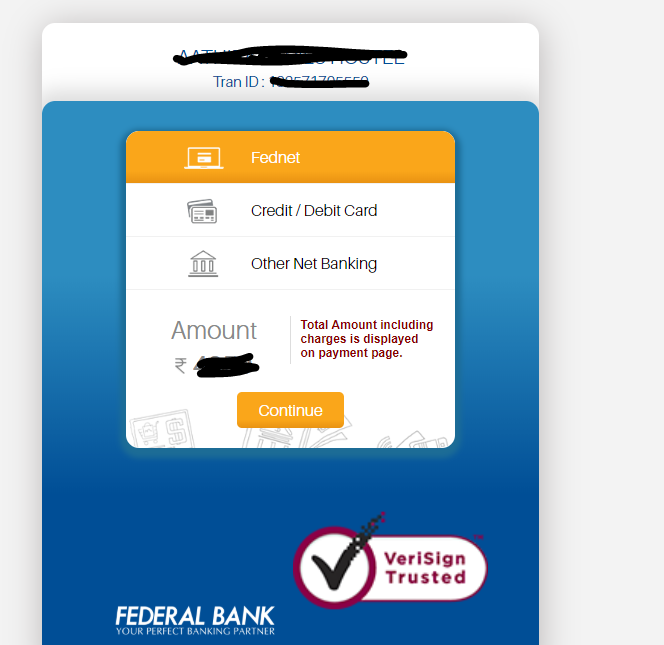 Tran ID :
Fednet
Credit / Debit Card
Other Net Banking
Amount
Total Amount including
charges is displayed
on payment page.
₹
Continue
VeriSign
Trusted
FEDERAL BANK
YOUR PERFECT BANKING PARTNER